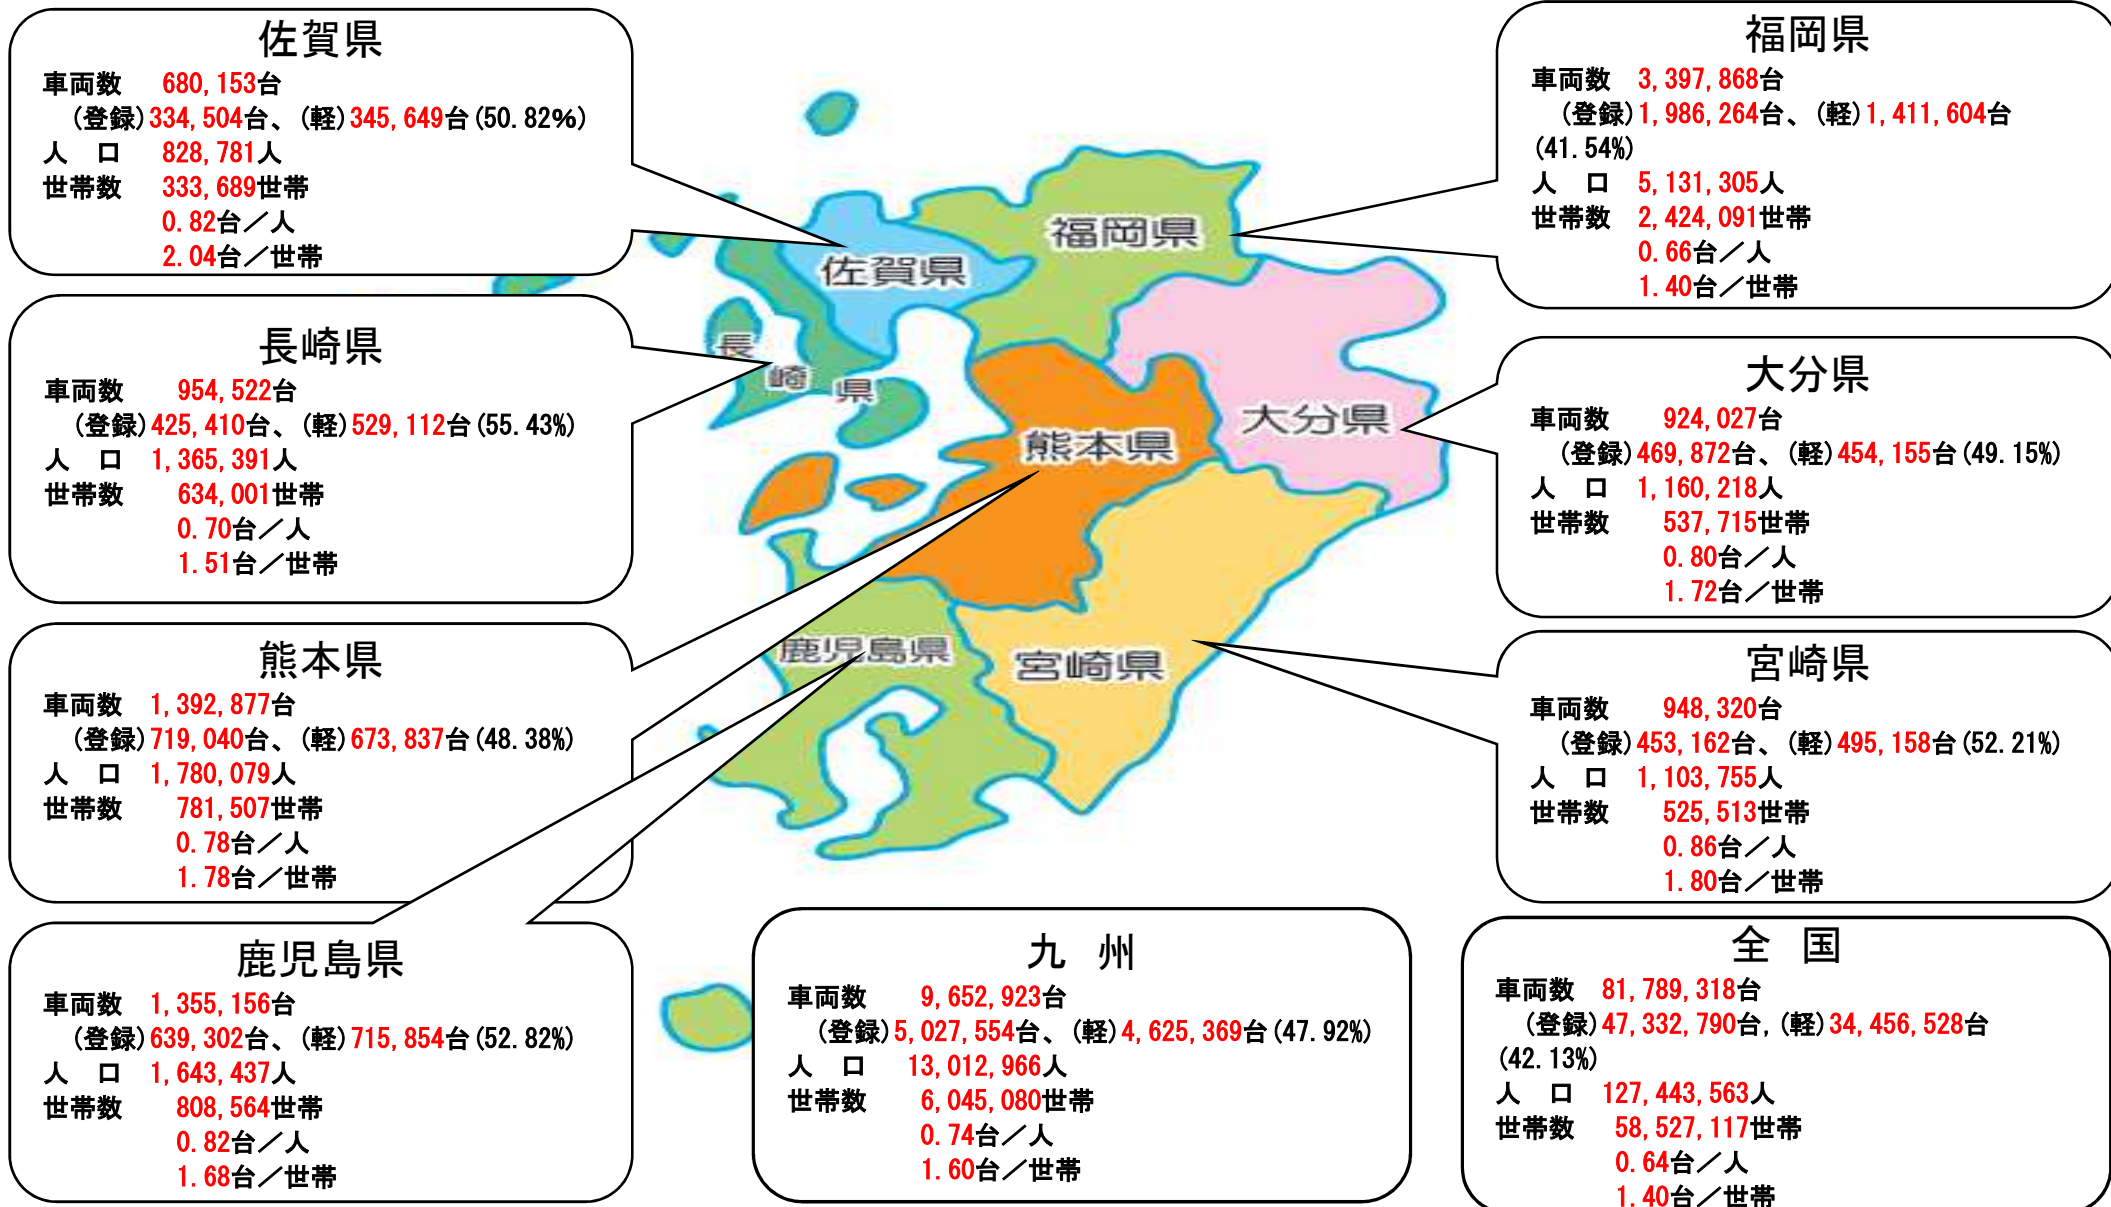 佐賀県
車両数 680,153台
(登録)334,504台、(軽)345,649台(50.82%)
人 口 828,781人
世帯数 333,689世帯
0.82台／人
2.04台／世帯
福岡県
車両数 3,397,868台
(登録)1,986,264台、(軽)1,411,604台
(41.54%)
人 口 5,131,305人
世帯数 2,424,091世帯
0.66台／人
1.40台／世帯
長崎県
車両数 954,522台
(登録)425,410台、(軽)529,112台(55.43%)
人 口 1,365,391人
世帯数 634,001世帯
0.70台／人
1.51台／世帯
大分県
車両数 924,027台
(登録)469,872台、(軽)454,155台(49.15%)
人 口 1,160,218人
世帯数 537,715世帯
0.80台／人
1.72台／世帯
熊本県
車両数 1,392,877台
(登録)719,040台、(軽)673,837台(48.38%)
人 口 1,780,079人
世帯数 781,507世帯
0.78台／人
1.78台／世帯
宮崎県
車両数 948,320台
(登録)453,162台、(軽)495,158台(52.21%)
人 口 1,103,755人
世帯数 525,513世帯
0.86台／人
1.80台／世帯
鹿児島県
車両数 1,355,156台
(登録)639,302台、(軽)715,854台(52.82%)
人 口 1,643,437人
世帯数 808,564世帯
0.82台／人
1.68台／世帯
九 州
車両数 9,652,923台
(登録)5,027,554台、(軽)4,625,369台(47.92%)
人 口 13,012,966人
世帯数 6,045,080世帯
0.74台／人
1.60台／世帯
全 国
車両数 81,789,318台
(登録)47,332,790台,(軽)34,456,528台
(42.13%)
人 口 127,443,563人
世帯数 58,527,117世帯
0.64台／人
1.40台／世帯
福岡県
佐賀県
長崎県
大分県
熊本県
鹿児島県
宮崎県